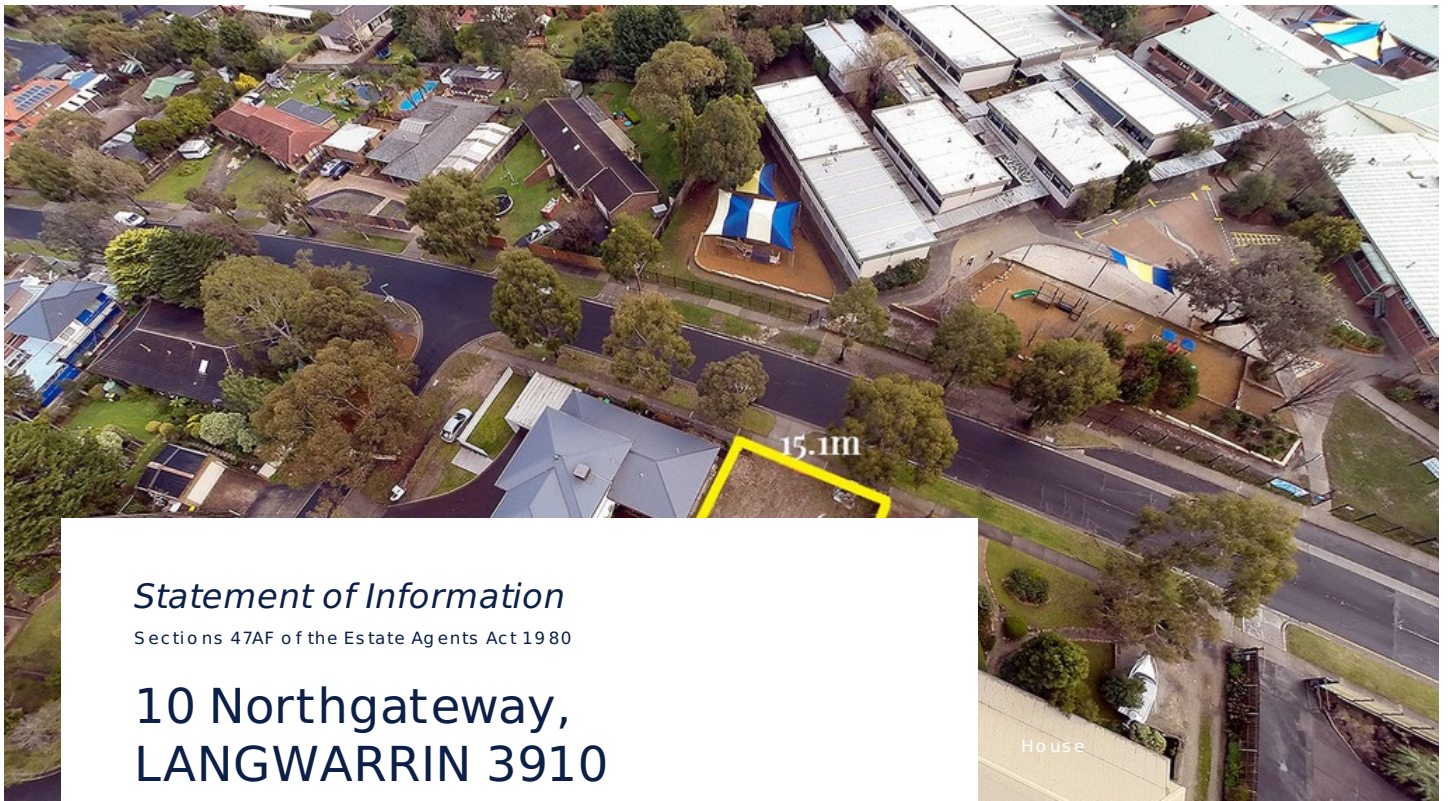 15.1m
Statement of Information
Sections 47AF of the Estate Agents Act 1980
10 Northgateway,
LANGWARRIN 3910
House